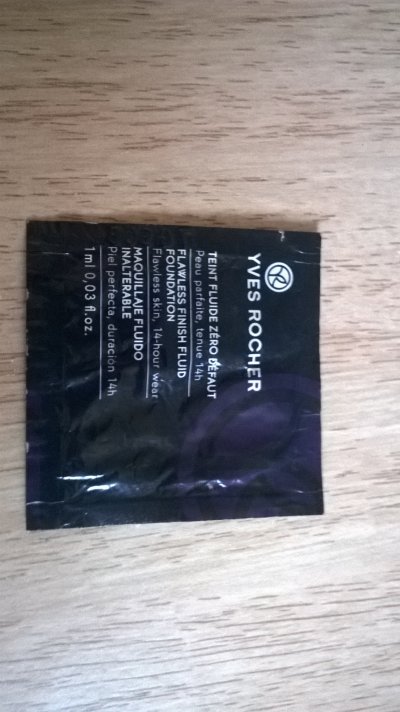 YVES ROCHER
TEINT FLUIDE ZÉRO DÉFAUT
Peau parfaite, tenue 14h
FLAWLESS FINISH FLUID
FOUNDATION
Flawless skin, 14-hour wear
MAQUILLAJE FLUIDO
INALTERABLE
Piel perfecta, duración 14h
1ml 0,03 fl.oz.